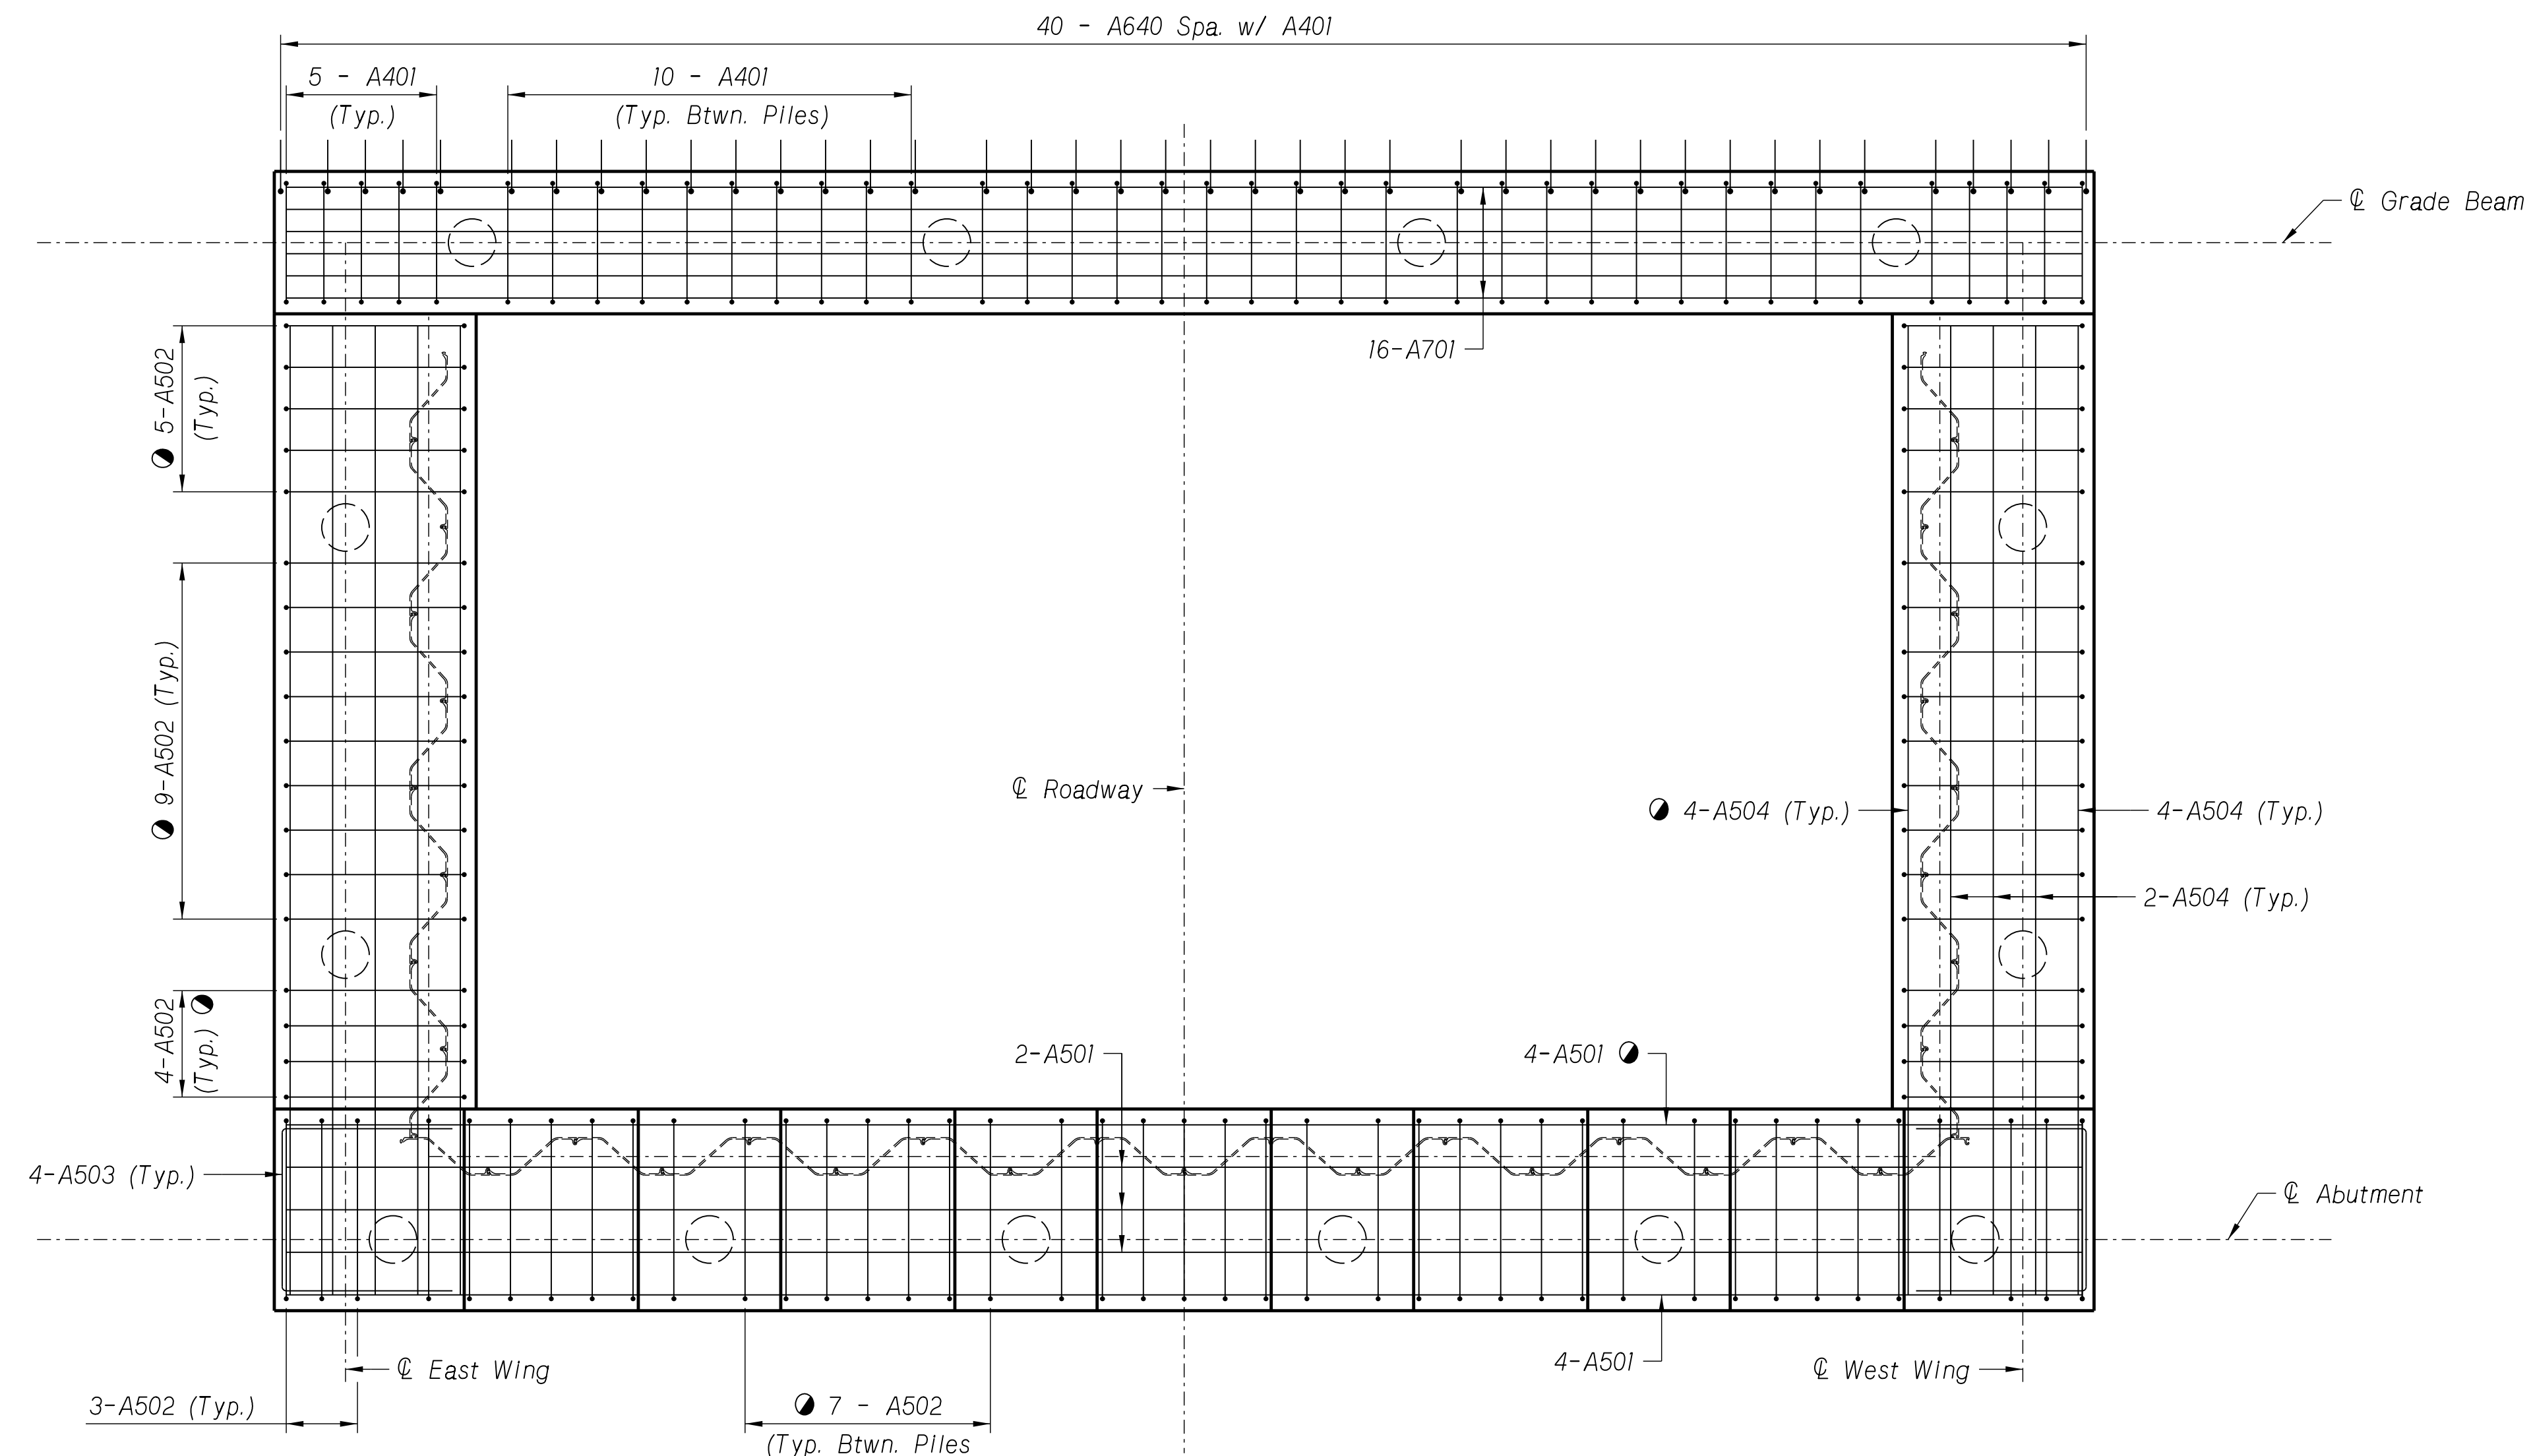 40 - A640 Spa. w/ A401
5 - A401
(Typ.)
10 - A401
(Typ. Btwn. Piles)
℄ Grade Beam
16-A701
5-A502
(Typ.)
9-A502 (Typ.)
℄ Roadway
4-A504 (Typ.)
4-A504 (Typ.)
2-A504 (Typ.)
4-A502
(Typ.)
2-A501
4-A501
4-A503 (Typ.)
℄ Abutment
4-A501
℄ East Wing
℄ West Wing
3-A502 (Typ.)
7 - A502
(Typ. Btwn. Piles